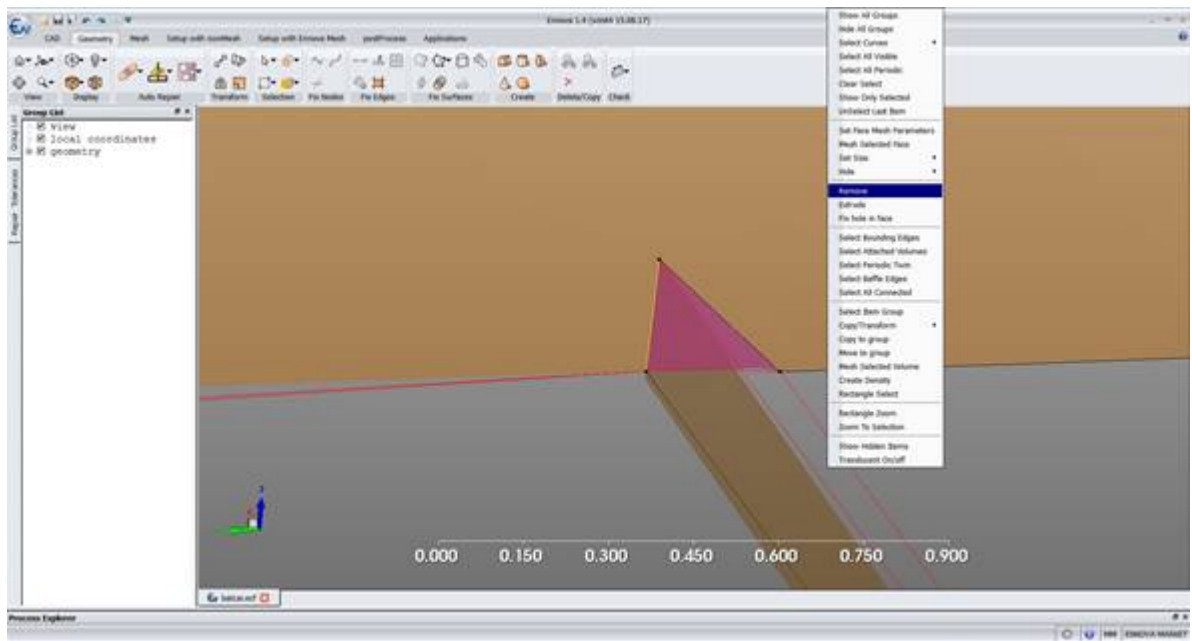 Ennova 1.4 (win64 15.08.17)
CAD Geometry Mesh Setup with IconMesh Setup with Ennova Mesh postProcess Applications
View Display Auto Repair Transform Selection Fix Nodes Fix Edges Fix Surfaces Create Delete/Copy Check
Group List
View
local coordinates
geometry
Group List
Repair Tolerances
Show All Groups
Hide All Groups
Select Curves
Select All Visible
Select All Periodic
Clear Select
Show Only Selected
UnSelect Last Item
Set Face Mesh Parameters
Mesh Selected Face
Set Size
Hide
Remove
Extrude
Fix hole in face
Select Bounding Edges
Select Attached Volumes
Select Periodic Twin
Select Baffle Edges
Select All Connected
Select Item Group
Copy/Transform
Copy to group
Move to group
Mesh Selected Volume
Create Density
Rectangle Select
Rectangle Zoom
Zoom To Selection
Show Hidden Items
Translucent On/off
0.000 0.150 0.300 0.450 0.600 0.750 0.900
Process Explorer
MM